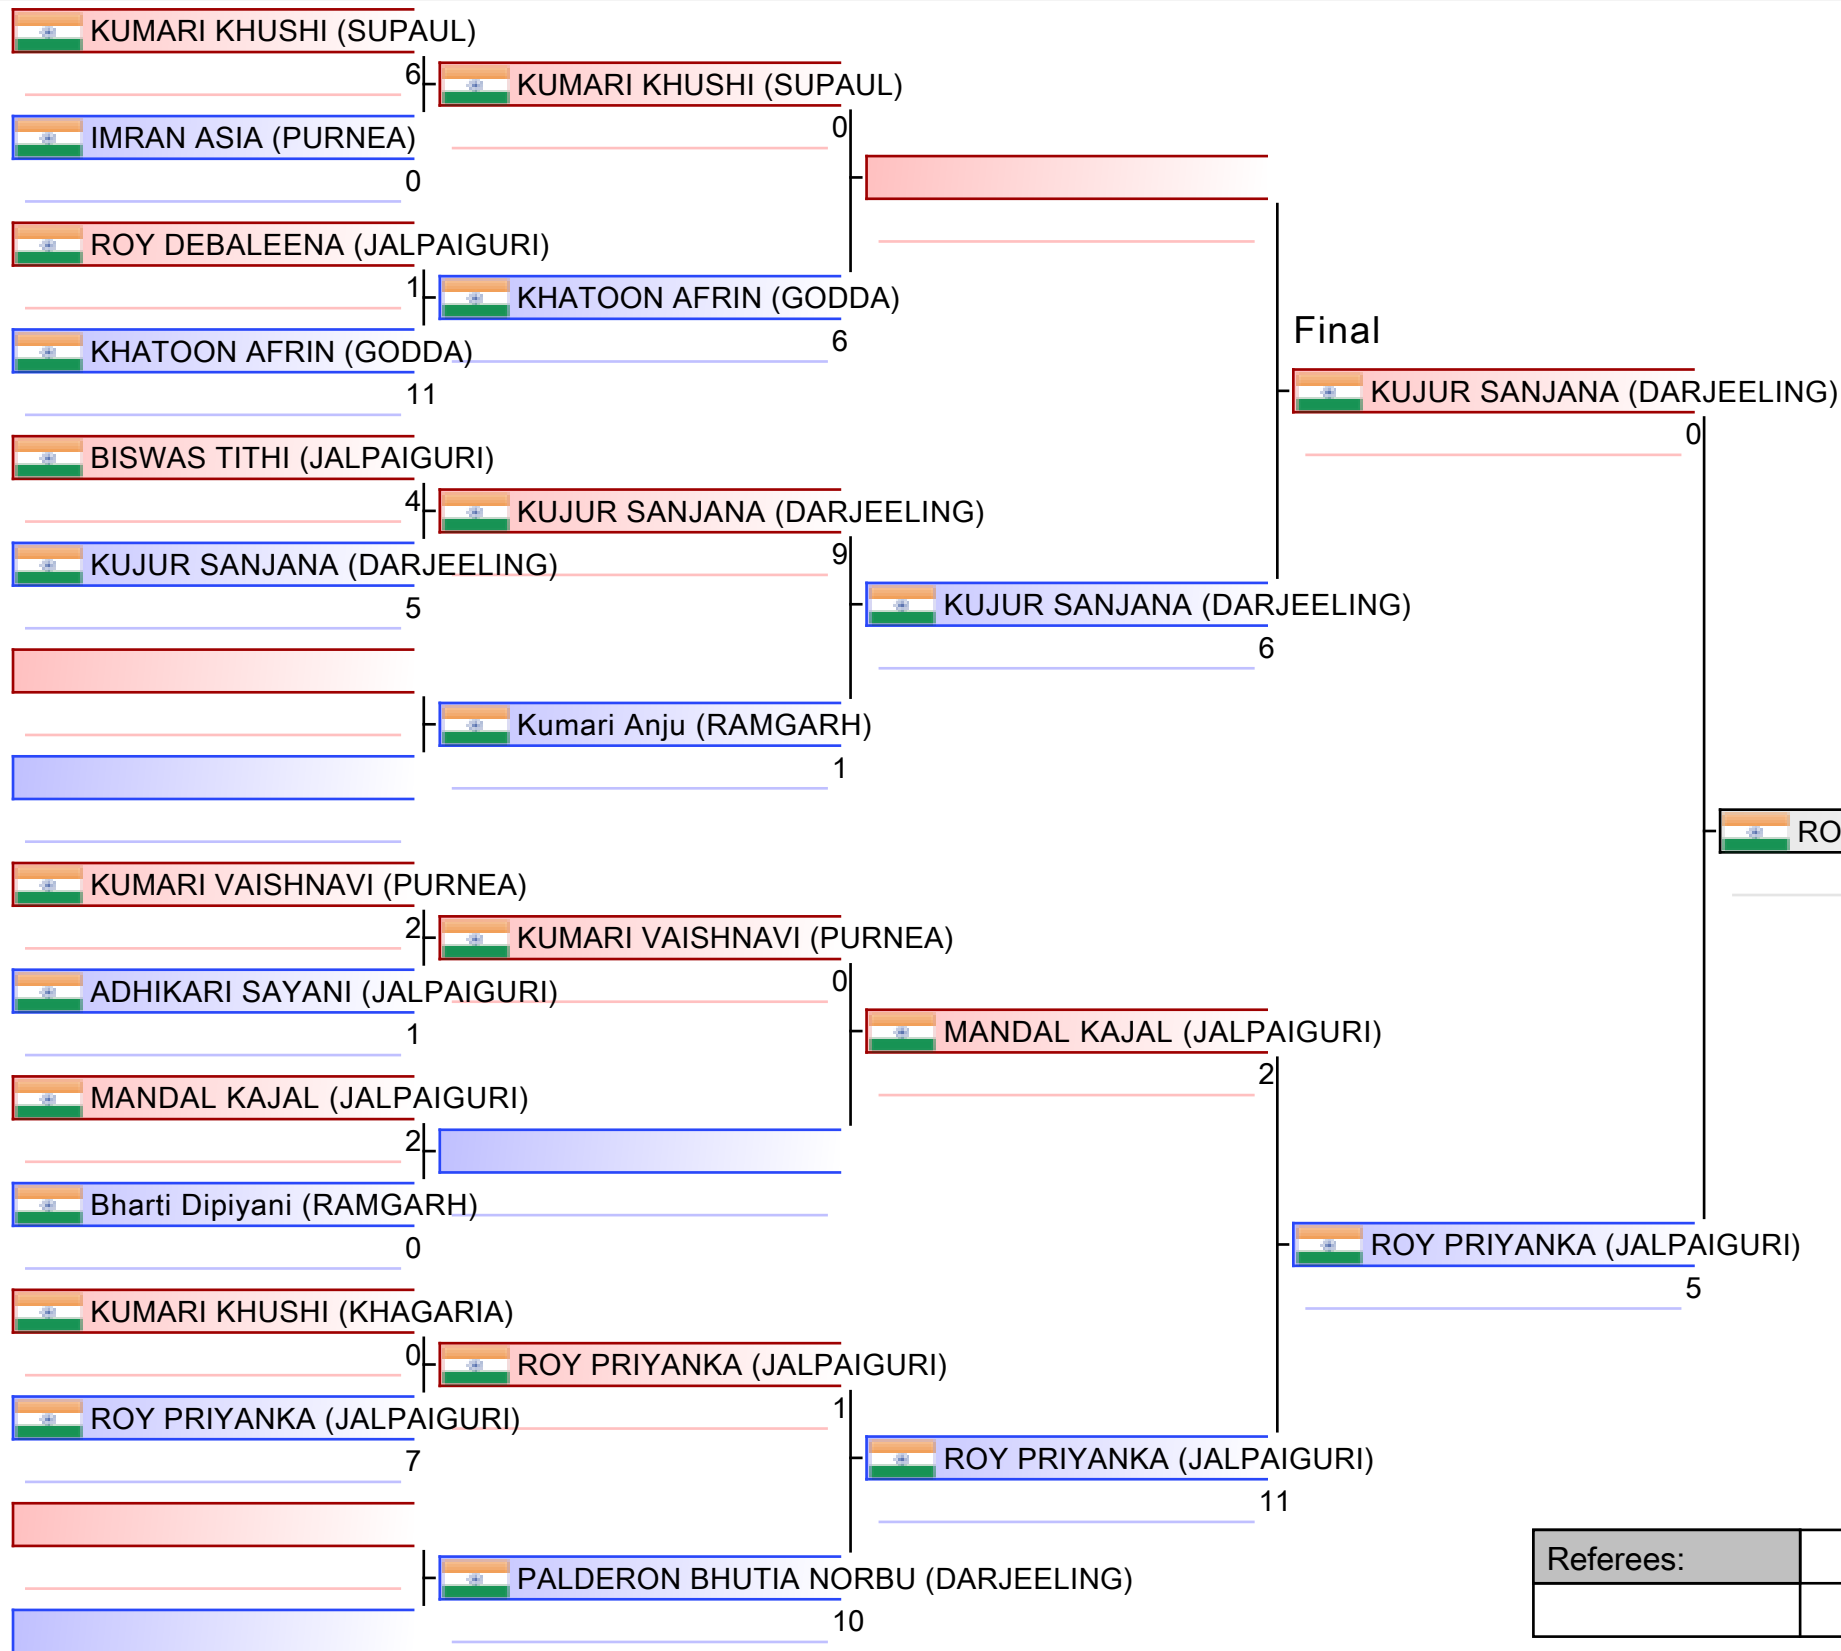 KUMARI KHUSHI (SUPAUL)
6
IMRAN ASIA (PURNEA)
0
ROY DEBALEENA (JALPAIGURI)
1
KHATOON AFRIN (GODDA)
11
BISWAS TITHI (JALPAIGURI)
4
KUJUR SANJANA (DARJEELING)
5
KUMARI VAISHNAVI (PURNEA)
2
ADHIKARI SAYANI (JALPAIGURI)
1
MANDAL KAJAL (JALPAIGURI)
2
Bharti Dipiyani (RAMGARH)
0
KUMARI KHUSHI (KHAGARIA)
0
ROY PRIYANKA (JALPAIGURI)
7
KUMARI KHUSHI (SUPAUL)
0
KHATOON AFRIN (GODDA)
6
KUJUR SANJANA (DARJEELING)
9
Kumari Anju (RAMGARH)
1
KUMARI VAISHNAVI (PURNEA)
0
ROY PRIYANKA (JALPAIGURI)
1
PALDERON BHUTIA NORBU (DARJEELING)
10
KUJUR SANJANA (DARJEELING)
6
MANDAL KAJAL (JALPAIGURI)
2
ROY PRIYANKA (JALPAIGURI)
11
Final
KUJUR SANJANA (DARJEELING)
0
ROY PRIYANKA (JALPAIGURI)
5
RO
Referees: